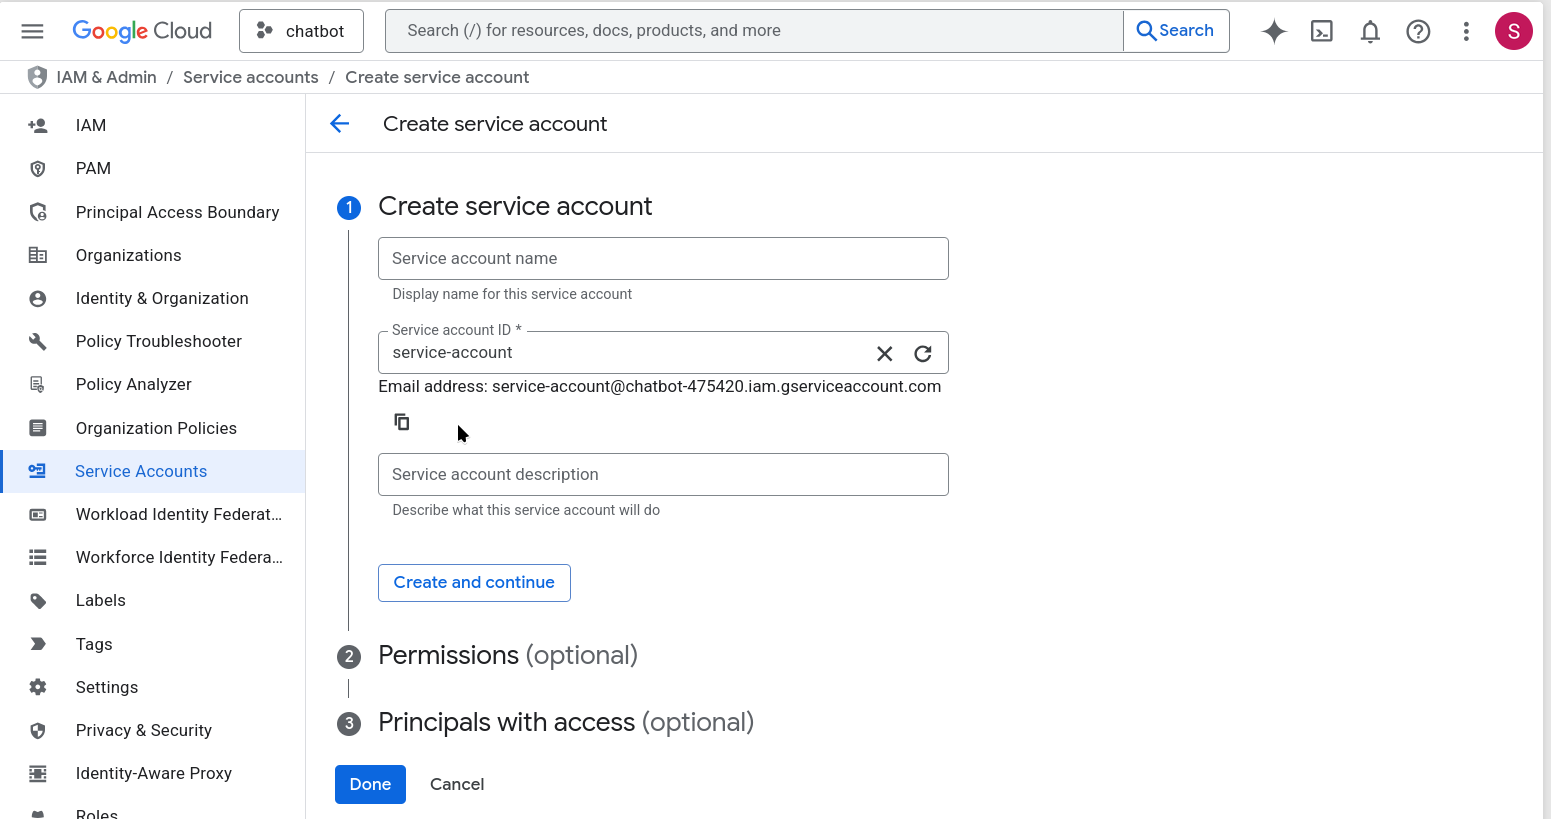 Google Cloud
chatbot
Search (/) for resources, docs, products, and more
Search
S
IAM & Admin / Service accounts / Create service account
IAM
PAM
Principal Access Boundary
Organizations
Identity & Organization
Policy Troubleshooter
Policy Analyzer
Organization Policies
Service Accounts
Workload Identity Federat...
Workforce Identity Federa...
Labels
Tags
Settings
Privacy & Security
Identity-Aware Proxy
Roles
Create service account
1 Create service account
Service account name
Display name for this service account
Service account ID *
service-account
Email address: service-account@chatbot-475420.iam.gserviceaccount.com
Service account description
Describe what this service account will do
Create and continue
2 Permissions (optional)
3 Principals with access (optional)
Done Cancel